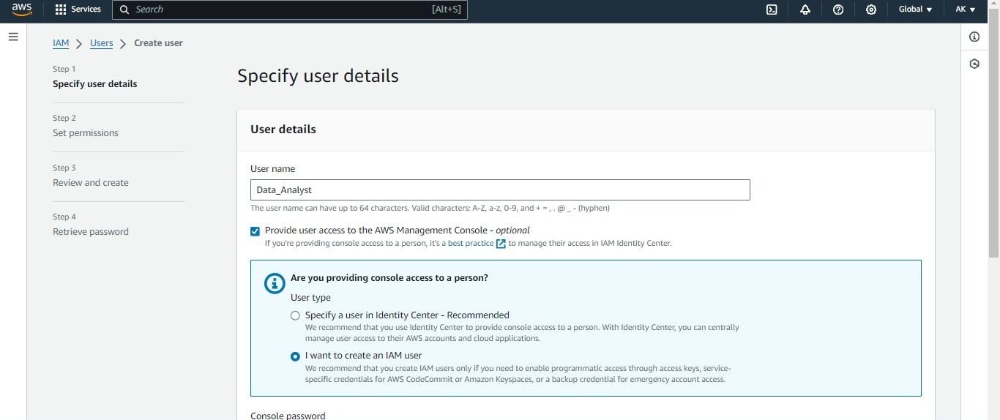 aws
Services
Search
[Alt+S]
Global
AK
IAM
Users
Create user
Step 1
Specify user details
Step 2
Set permissions
Step 3
Review and create
Step 4
Retrieve password
Specify user details
User details
User name
Data_Analyst
The user name can have up to 64 characters. Valid characters: A-Z, a-z, 0-9, and + = , . @ _ - (hyphen)
Provide user access to the AWS Management Console - optional
If you're providing console access to a person, it's a best practice to manage their access in IAM Identity Center.
Are you providing console access to a person?
User type
Specify a user in Identity Center - Recommended
We recommend that you use Identity Center to provide console access to a person. With Identity Center, you can centrally
manage user access to their AWS accounts and cloud applications.
I want to create an IAM user
We recommend that you create IAM users only if you need to enable programmatic access through access keys, service-
specific credentials for AWS CodeCommit or Amazon Keyspaces, or a backup credential for emergency account access.
Console password